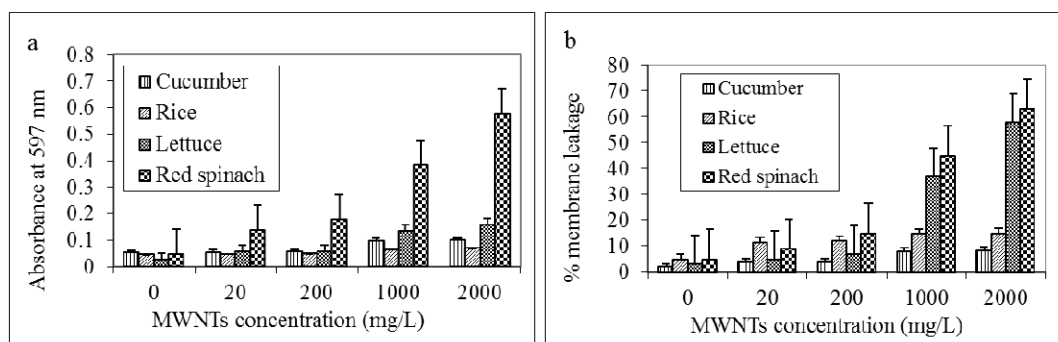 a
Absorbance at 597 nm
0.8
0.7
0.6
0.5
0.4
0.3
0.2
0.1
0
Cucumber
Rice
Lettuce
Red spinach
0 20 200 1000 2000
MWNTs concentration (mg/L)
b
% membrane leakage
80
70
60
50
40
30
20
10
0
Cucumber
Rice
Lettuce
Red spinach
0 20 200 1000 2000
MWNTs concentration (mg/L)